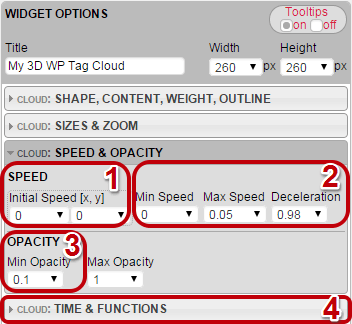 WIDGET OPTIONS
Tooltips
on off
Title Width Height
My 3D WP Tag Cloud 260 px 260 px
CLOUD: SHAPE, CONTENT, WEIGHT, OUTLINE
CLOUD: SIZES & ZOOM
CLOUD: SPEED & OPACITY
SPEED 1 2
Initial Speed [x, y] Min Speed Max Speed Deceleration
0 0 0 0.05 0.98
OPACITY 3
Min Opacity Max Opacity
0.1 1
CLOUD: TIME & FUNCTIONS 4